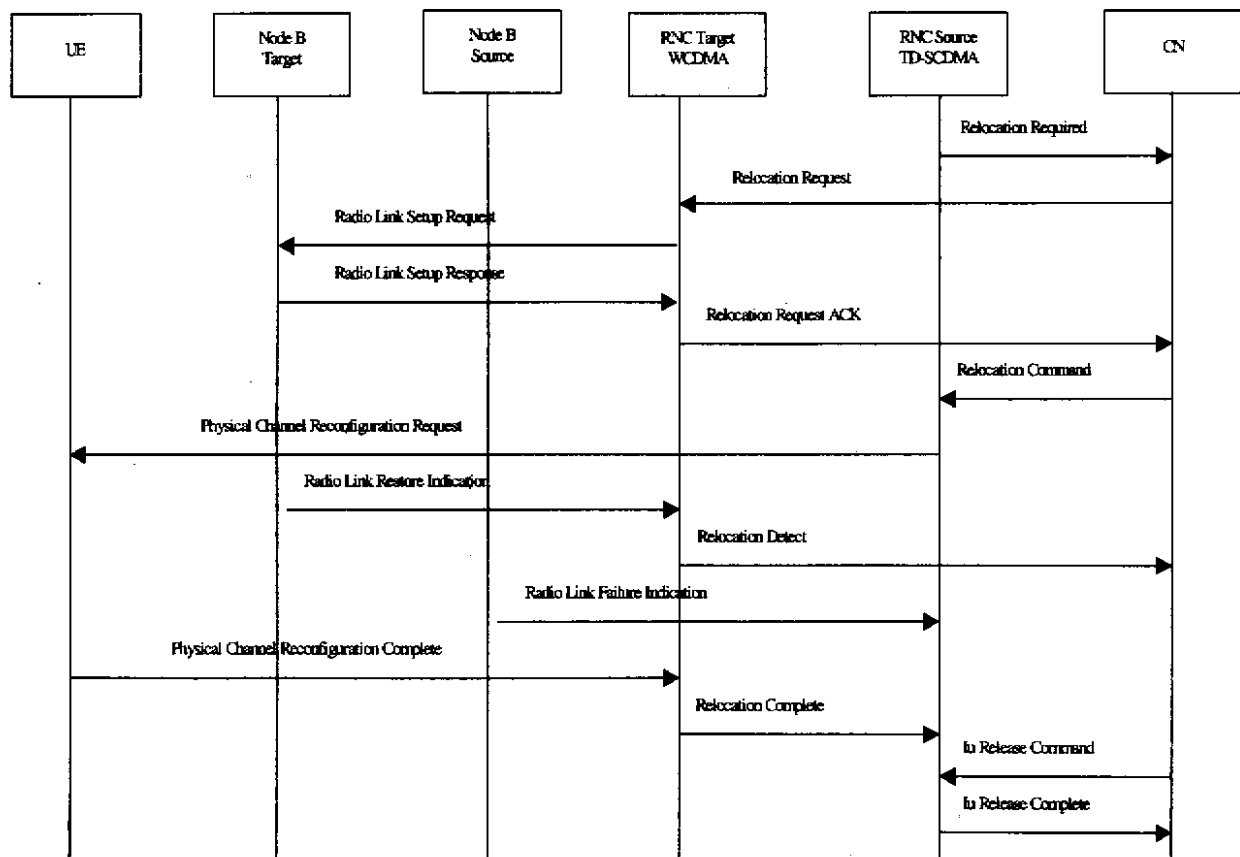 UE
Node B
Target
Node B
Source
RNC Target
WCDMA
RNC Source
TD-SCDMA
CN
Relocation Required
Relocation Request
Radio Link Setup Request
Radio Link Setup Response
Relocation Request ACK
Relocation Command
Physical Channel Reconfiguration Request
Radio Link Restore Indication
Relocation Detect
Radio Link Failure Indication
Physical Channel Reconfiguration Complete
Relocation Complete
Iu Release Command
Iu Release Complete